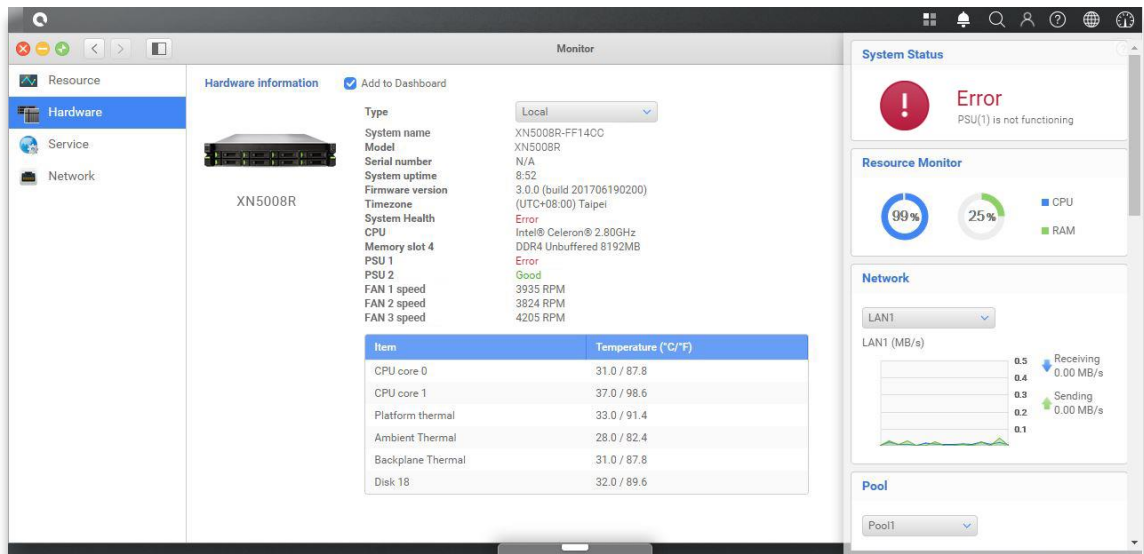 Monitor
Resource
Hardware
Service
Network
Hardware information
Add to Dashboard
XN5008R
Type Local
System name XN5008R-FF14CC
Model XN5008R
Serial number N/A
System uptime 8:52
Firmware version 3.0.0 (build 201706190200)
Timezone (UTC+08:00) Taipei
System Health Error
CPU Intel® Celeron® 2.80GHz
Memory slot 4 DDR4 Unbuffered 8192MB
PSU 1 Error
PSU 2 Good
FAN 1 speed 3935 RPM
FAN 2 speed 3824 RPM
FAN 3 speed 4205 RPM
Item Temperature (°C/°F)
CPU core 0 31.0 / 87.8
CPU core 1 37.0 / 98.6
Platform thermal 33.0 / 91.4
Ambient Thermal 28.0 / 82.4
Backplane Thermal 31.0 / 87.8
Disk 18 32.0 / 89.6
System Status
Error
PSU(1) is not functioning
Resource Monitor
99%
25%
CPU
RAM
Network
LAN1
LAN1 (MB/s)
0.5
0.4
0.3
0.2
0.1
Receiving
0.00 MB/s
Sending
0.00 MB/s
Pool
Pool1